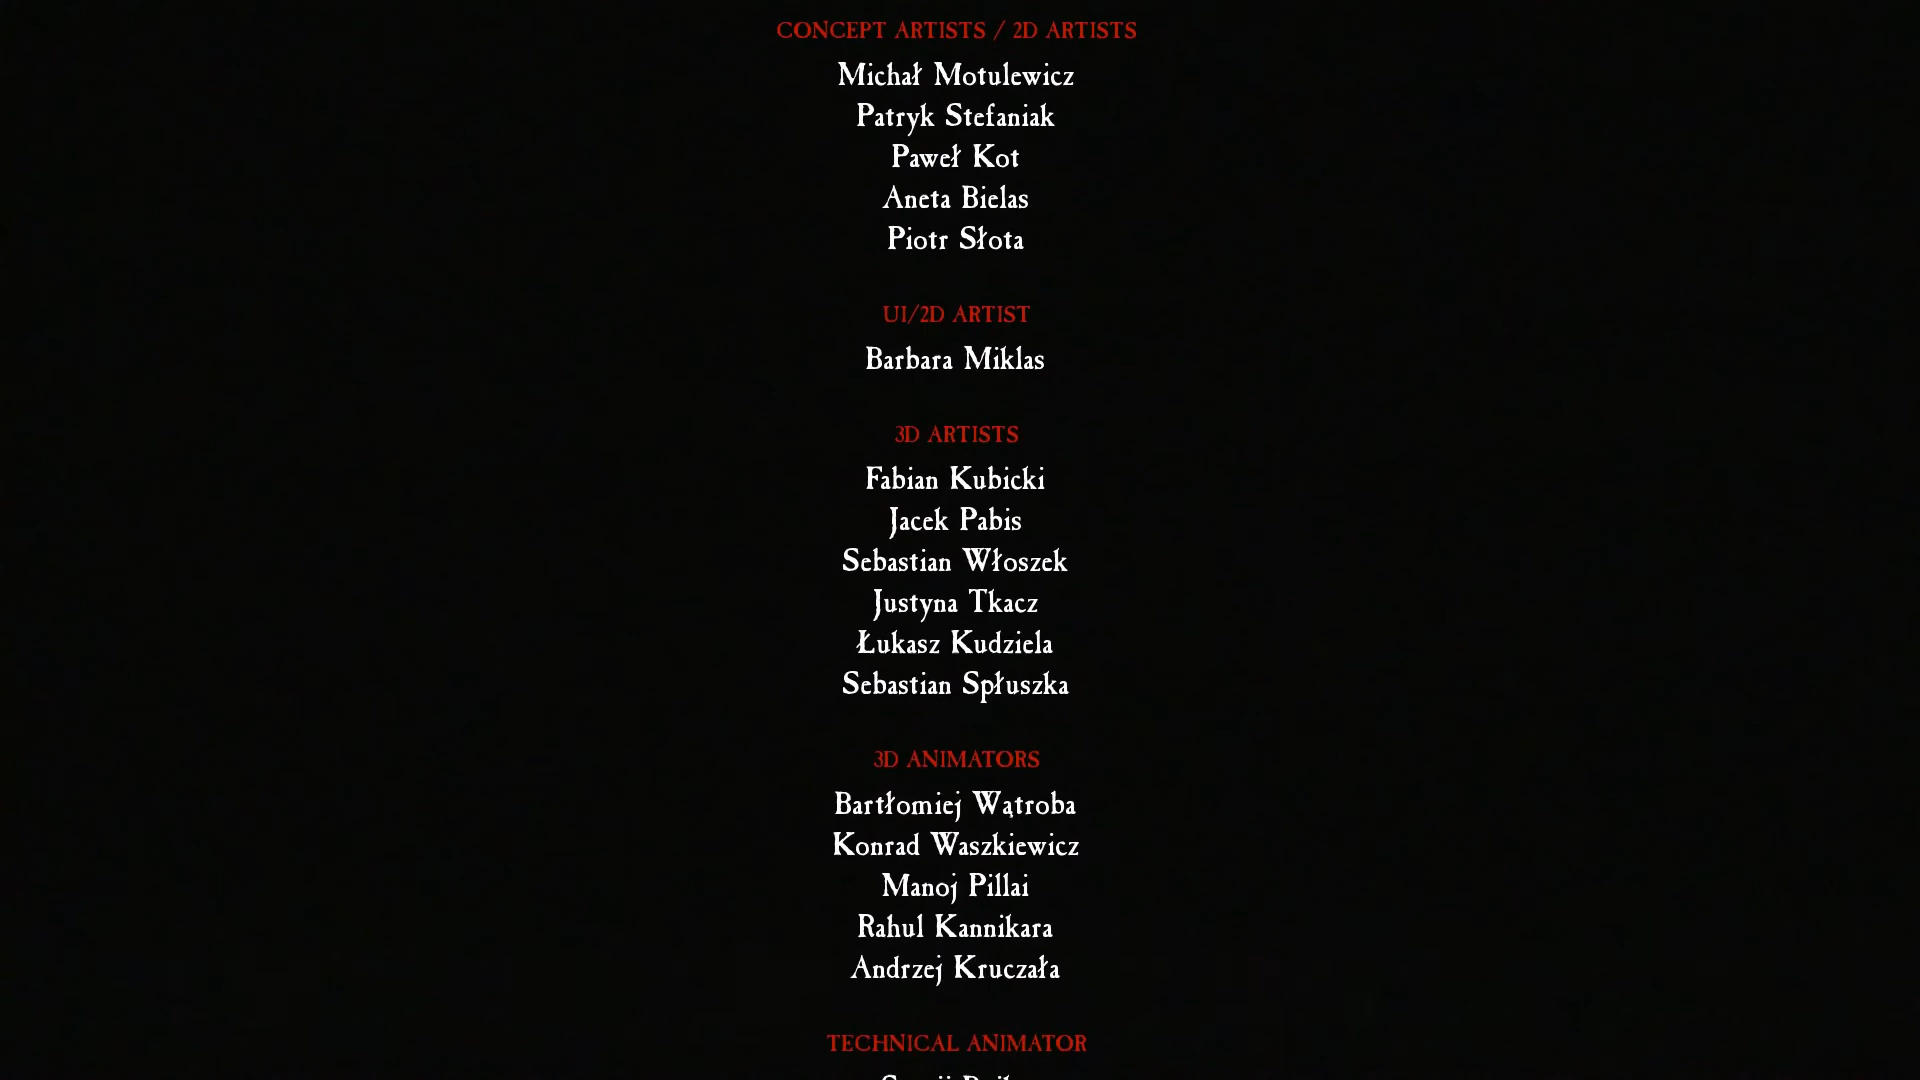 CONCEPT ARTISTS / 2D ARTISTS
Michał Motulewicz
Patryk Stefaniak
Paweł Kot
Aneta Bielas
Piotr Słota
UI/2D ARTIST
Barbara Miklas
3D ARTISTS
Fabian Kubicki
Jacek Pabis
Sebastian Włoszek
Justyna Tkacz
Łukasz Kudziela
Sebastian Spłuszka
3D ANIMATORS
Bartłomiej Wątroba
Konrad Waszkiewicz
Manoj Pillai
Rahul Kannikara
Andrzej Kruczała
TECHNICAL ANIMATOR